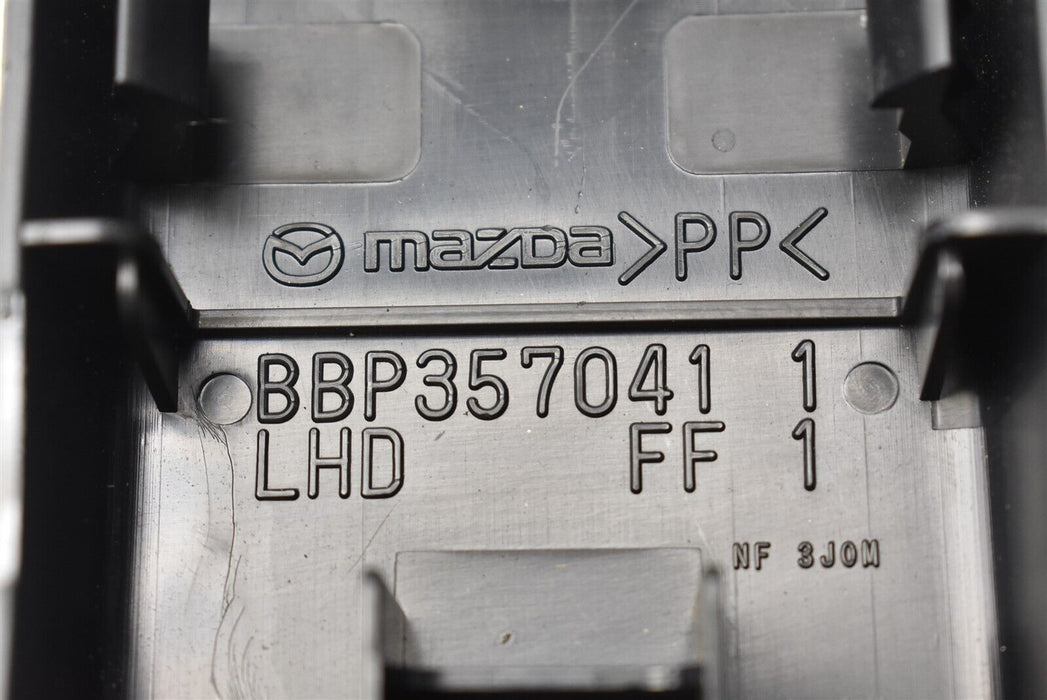 mazda >PP<
BBP357041 1
LHD FF 1
NF 3J0M